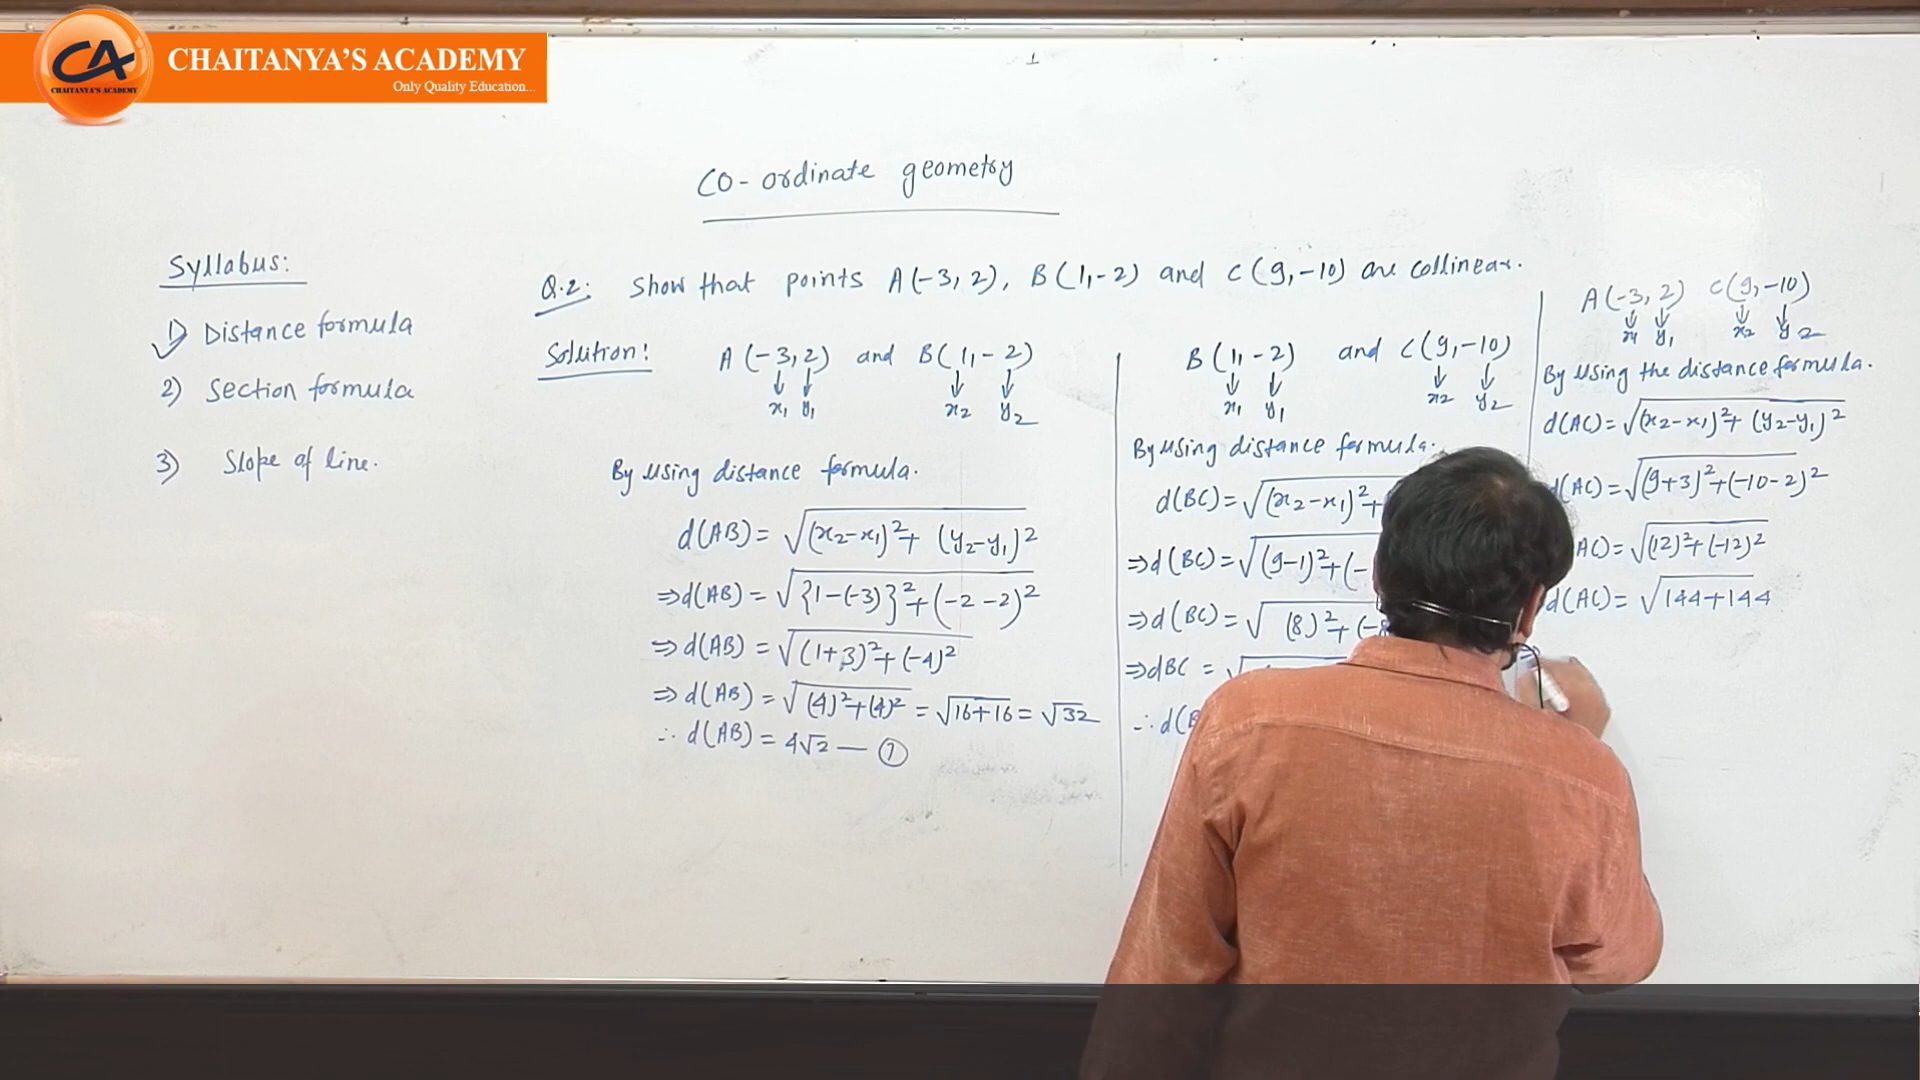 CA
CHAITANYA'S ACADEMY
CHAITANYA'S ACADEMY
Only Quality Education...
CO-ordinate geometry
Syllabus:
1) Distance formula
2) Section formula
3) Slope of line.
Q.2: Show that points A(-3, 2), B(1, -2) and C(9, -10) are collinear.
Solution:
A(-3, 2) and B(1, -2)
x₁ y₁ x₂ y₂
By using distance formula.
d(AB) = √(x₂-x₁)² + (y₂-y₁)²
⇒ d(AB) = √{1-(-3)}² + (-2-2)²
⇒ d(AB) = √(1+3)² + (-4)²
⇒ d(AB) = √(4)² + (4)² = √16+16 = √32
∴ d(AB) = 4√2 — ①
B(1, -2) and C(9, -10)
x₁ y₁ x₂ y₂
By using distance formula.
d(BC) = √(x₂-x₁)² +
⇒ d(BC) = √(9-1)² + (-
⇒ d(BC) = √(8)² + (-8
⇒ dBC = √
∴ d(B
A(-3, 2) C(9, -10)
x₁ y₁ x₂ y₂
By using the distance formula.
d(AC) = √(x₂-x₁)² + (y₂-y₁)²
d(AC) = √(9+3)² + (-10-2)²
AC) = √(12)² + (-12)²
d(AC) = √144+144